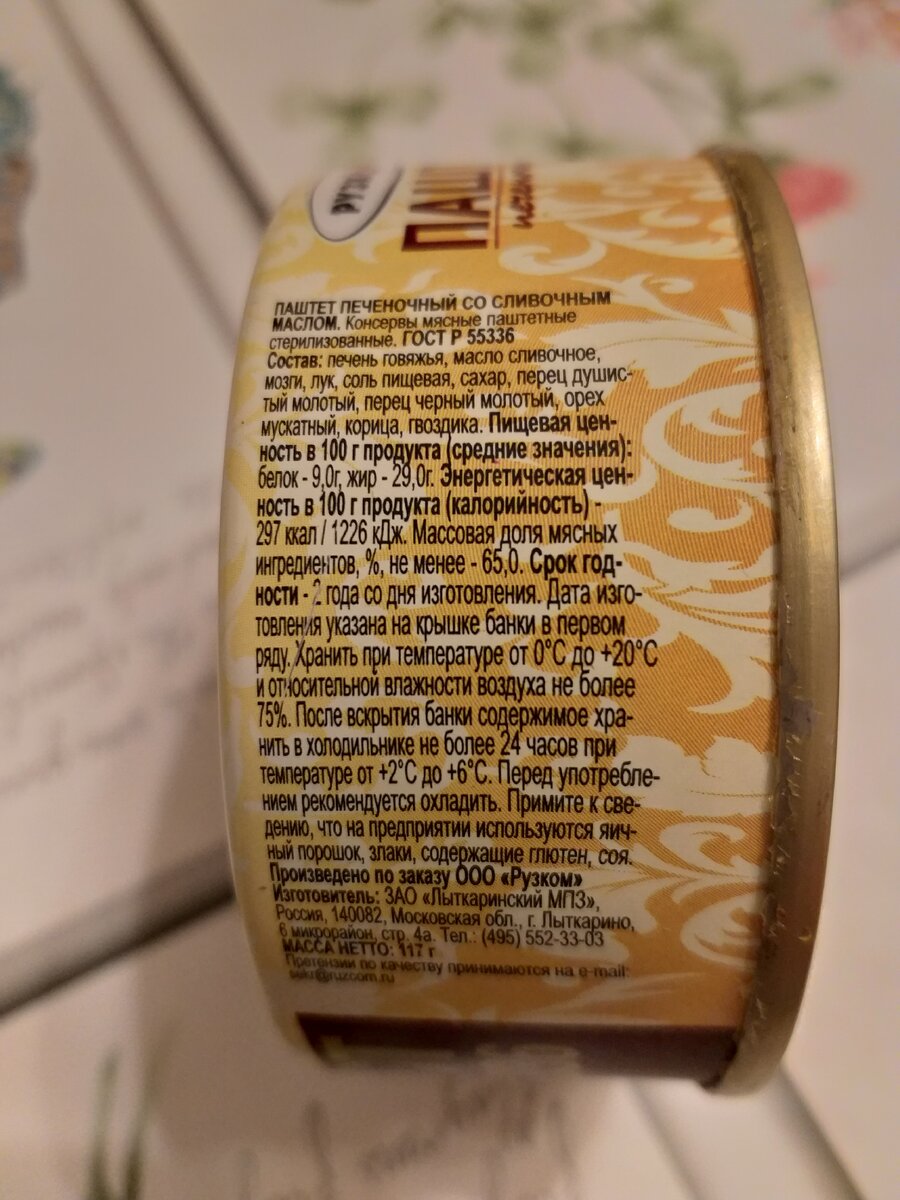 ПАШТЕТ ПЕЧЕНОЧНЫЙ СО СЛИВОЧНЫМ
МАСЛОМ. Консервы мясные паштетные
стерилизованные. ГОСТ Р 55336
Состав: печень говяжья, масло сливочное,
мозги, лук, соль пищевая, сахар, перец душис-
тый молотый, перец черный молотый, орех
мускатный, корица, гвоздика. Пищевая цен-
ность в 100 г продукта (средние значения):
белок - 9,0г, жир - 29,0г. Энергетическая цен-
ность в 100 г продукта (калорийность) -
297 ккал / 1226 кДж. Массовая доля мясных
ингредиентов, %, не менее - 65,0. Срок год-
ности - 2 года со дня изготовления. Дата изго-
товления указана на крышке банки в первом
ряду. Хранить при температуре от 0°С до +20°С
и относительной влажности воздуха не более
75%. После вскрытия банки содержимое хра-
нить в холодильнике не более 24 часов при
температуре от +2°С до +6°С. Перед употребле-
нием рекомендуется охладить. Примите к све-
дению, что на предприятии используются яич-
ный порошок, злаки, содержащие глютен, соя.
Произведено по заказу ООО «Рузком»
Изготовитель: ЗАО «Лыткаринский МПЗ»,
Россия, 140082, Московская обл., г. Лыткарино,
6 микрорайон, стр. 4а. Тел.: (495) 552-33-03
МАССА НЕТТО: 117 г
Претензии по качеству принимаются на e-mail: